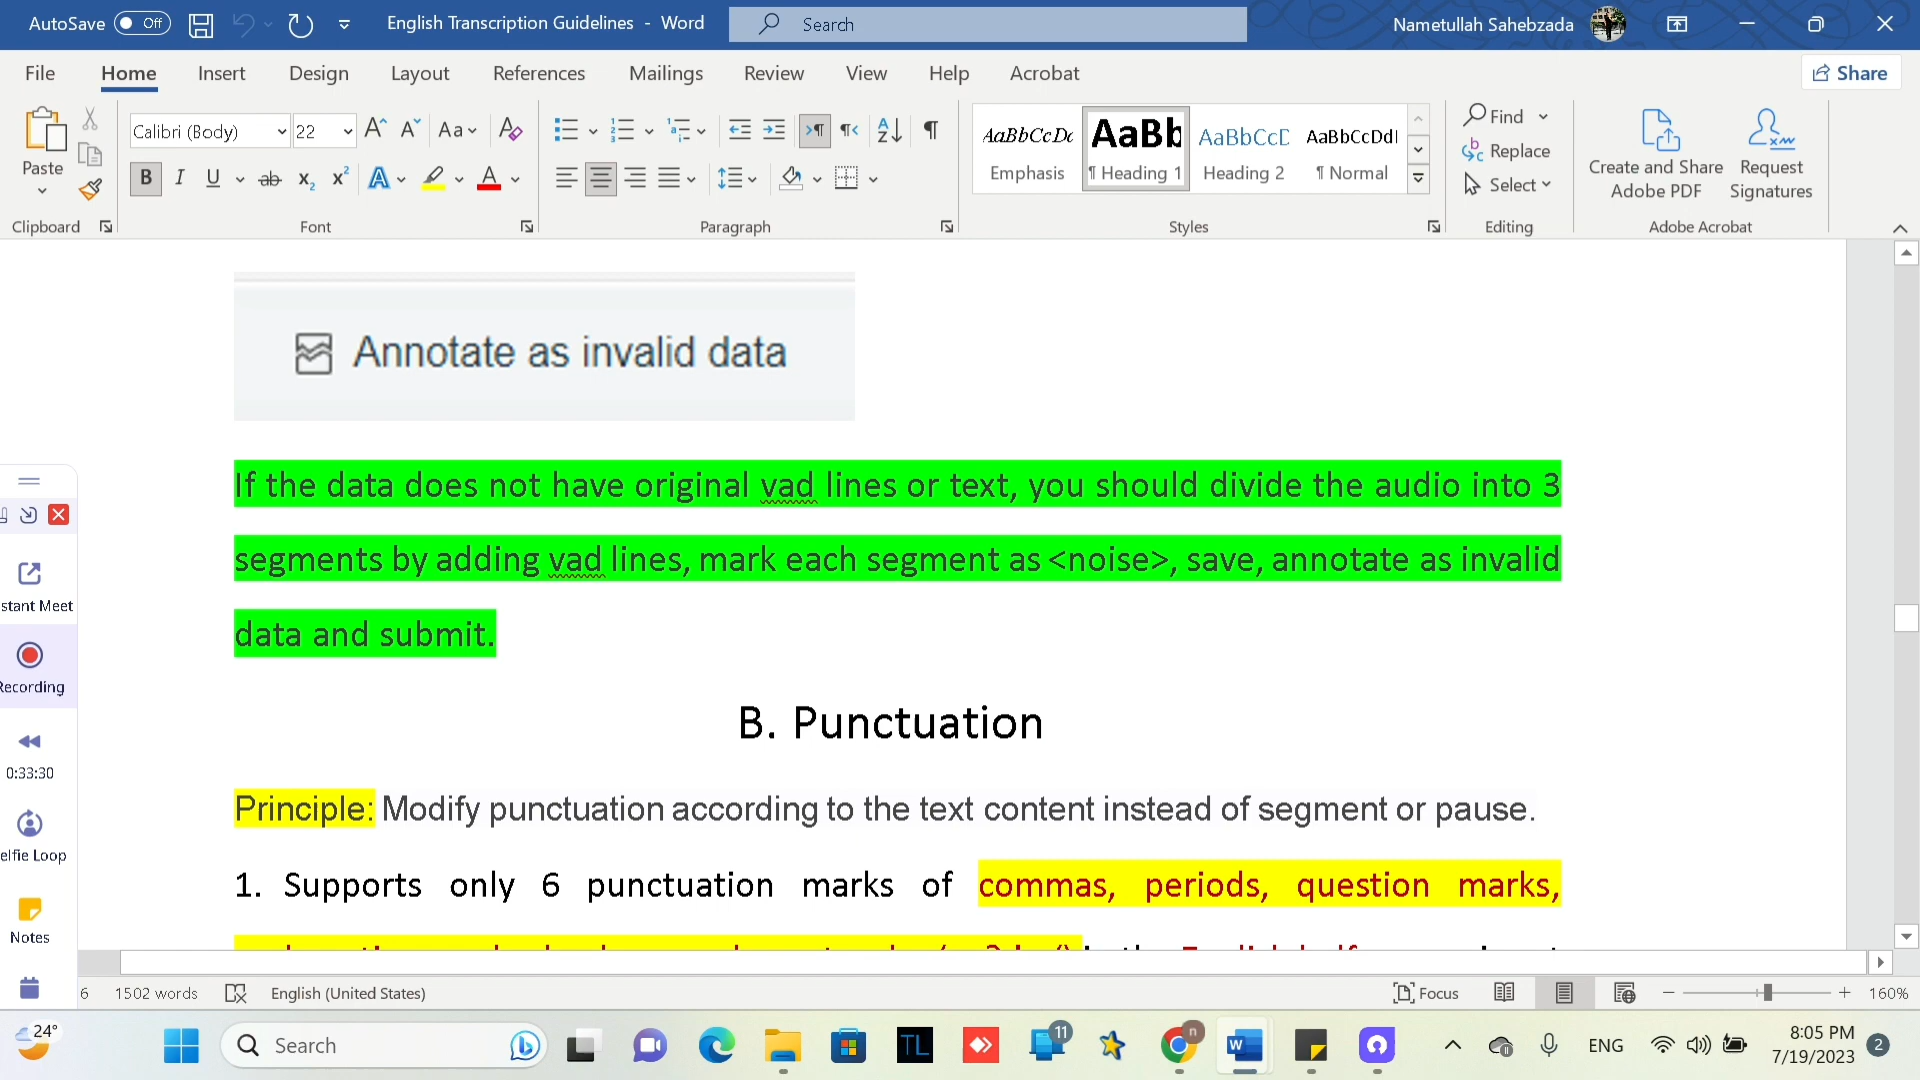 AutoSave Off English Transcription Guidelines - Word Search Nametullah Sahebzada
File Home Insert Design Layout References Mailings Review View Help Acrobat Share
Calibri (Body) 22 Aa
Paste
AaBbCcDc AaBb AaBbCcD AaBbCcDdI
Emphasis ¶ Heading 1 Heading 2 ¶ Normal
Find
Replace
Select
Create and Share Adobe PDF
Request Signatures
Clipboard Font Paragraph Styles Editing Adobe Acrobat
Annotate as invalid data
If the data does not have original vad lines or text, you should divide the audio into 3
segments by adding vad lines, mark each segment as <noise>, save, annotate as invalid
data and submit.
B. Punctuation
Principle: Modify punctuation according to the text content instead of segment or pause.
1. Supports only 6 punctuation marks of commas, periods, question marks,
stant Meet
Recording
0:33:30
elfie Loop
Notes
6 1502 words English (United States) Focus 160%
24°
Search
TL
11
n
W
ENG
8:05 PM
7/19/2023
2